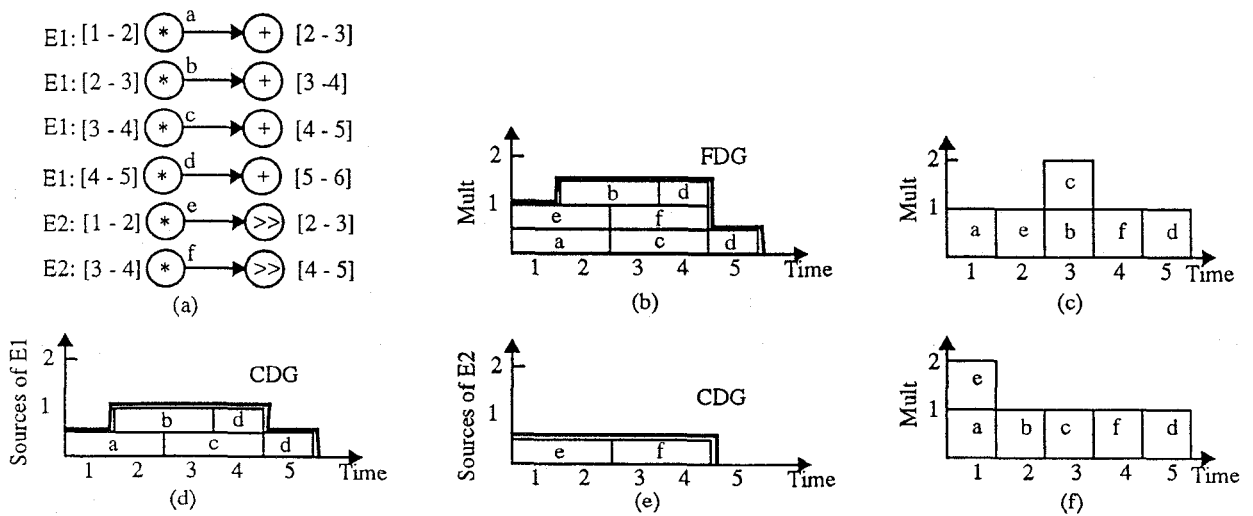 a
E1: [1 - 2] * + [2 - 3]
b
E1: [2 - 3] * + [3 -4]
c
E1: [3 - 4] * + [4 - 5]
d
E1: [4 - 5] * + [5 - 6]
e
E2: [1 - 2] * >> [2 - 3]
f
E2: [3 - 4] * >> [4 - 5]
(a)
Mult
FDG
2
1
b d
e f
a c d
1 2 3 4 5 Time
(b)
Mult
2
1
c
a e b f d
1 2 3 4 5 Time
(c)
Sources of E1
CDG
2
1
b d
a c d
1 2 3 4 5 Time
(d)
Sources of E2
CDG
2
1
e f
1 2 3 4 5 Time
(e)
Mult
2
1
e
a b c f d
1 2 3 4 5 Time
(f)